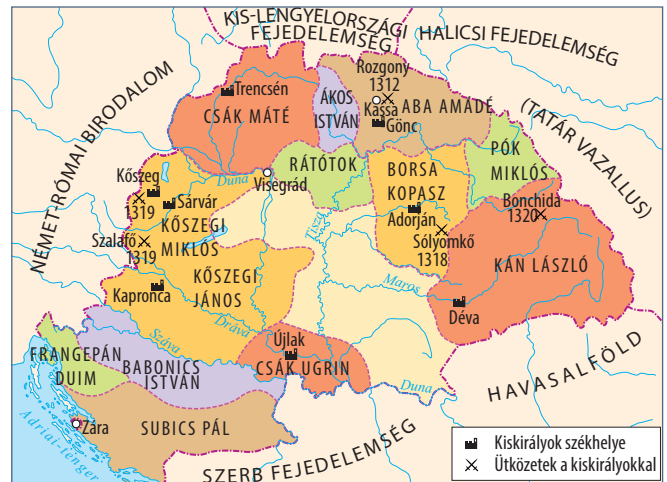 KIS-LENGYELORSZÁGI
FEJEDELEMSÉG
HALICSI FEJEDELEMSÉG
(TATÁR VAZALLUS)
NÉMET-RÓMAI BIRODALOM
Trencsén
CSÁK MÁTÉ
ÁKOS
ISTVÁN
Rozgony
1312
Kassa
Gönc
ABA AMADÉ
RÁTÓTOK
PÓK
MIKLÓS
Kőszeg
1319
Sárvár
Duna
Visegrád
KŐSZEGI
MIKLÓS
Szalafő
1319
BORSA
KOPASZ
Adorján
Sólyomkő
1318
Bonchida
1320
Tisza
KŐSZEGI
JÁNOS
KÁN LÁSZLÓ
Maros
Kapronca
Déva
Dráva
Száva
Újlak
CSÁK UGRIN
FRANGEPÁN
DUIM
BABONICS
ISTVÁN
Duna
HAVASALFÖLD
Zára
SUBICS PÁL
Adriai-tenger
SZERB FEJEDELEMSÉG
Kiskirályok székhelye
Ütközetek a kiskirályokkal